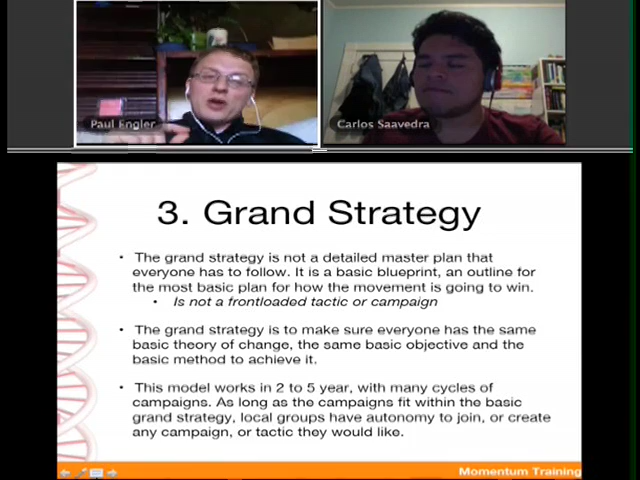 Paul Engler
Carlos Saavedra
3. Grand Strategy
• The grand strategy is not a detailed master plan that
everyone has to follow. It is a basic blueprint, an outline for
the most basic plan for how the movement is going to win.
• Is not a frontloaded tactic or campaign
• The grand strategy is to make sure everyone has the same
basic theory of change, the same basic objective and the
basic method to achieve it.
• This model works in 2 to 5 year, with many cycles of
campaigns. As long as the campaigns fit within the basic
grand strategy, local groups have autonomy to join, or create
any campaign, or tactic they would like.
Momentum Training